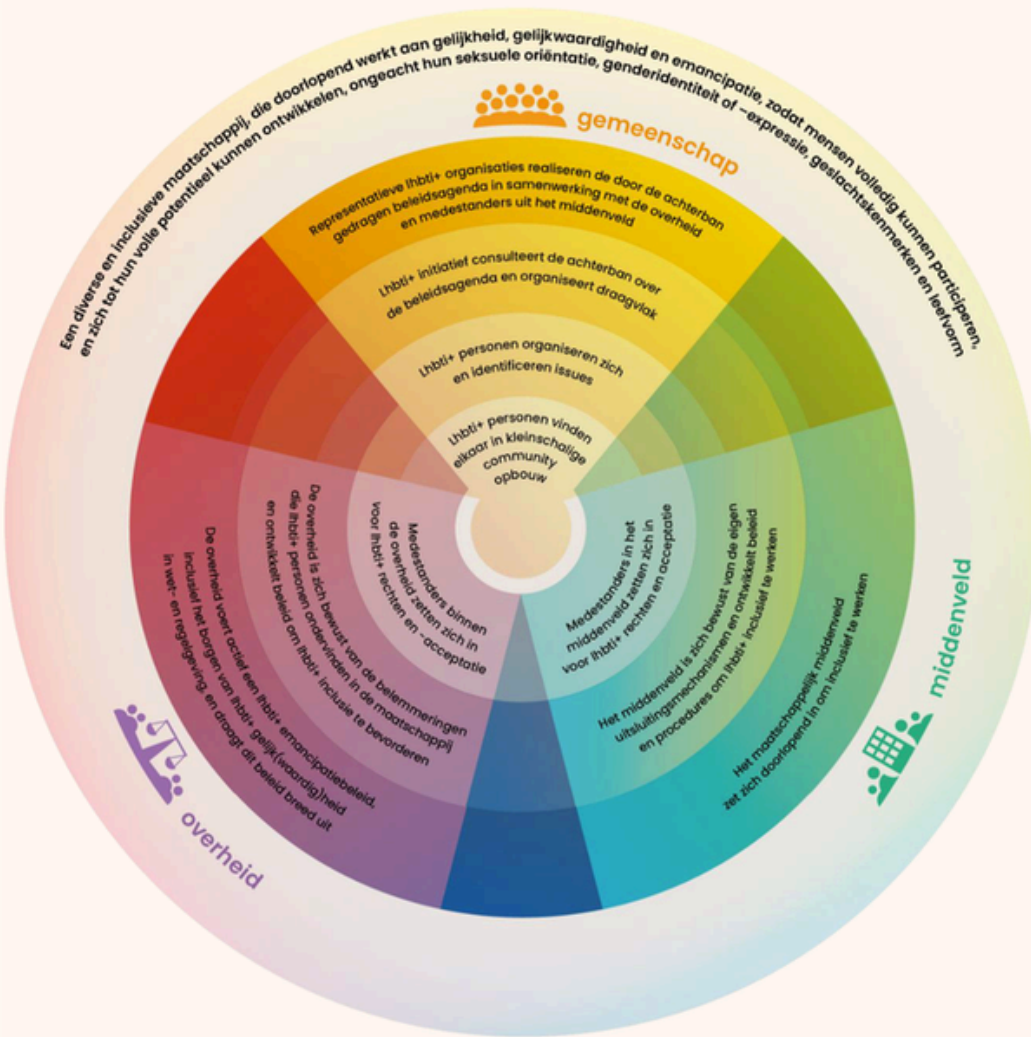 Een diverse en inclusieve maatschappij, die doorlopend werkt aan gelijkheid, gelijkwaardigheid en emancipatie, zodat mensen volledig kunnen participeren,
en zich tot hun volle potentieel kunnen ontwikkelen, ongeacht hun seksuele oriëntatie, genderidentiteit of –expressie, geslachtskenmerken en leefvorm
gemeenschap
Representatieve lhbti+ organisaties realiseren de door de achterban
gedragen beleidsagenda in samenwerking met de overheid
en medestanders uit het middenveld
Lhbti+ initiatief consulteert de achterban over
de beleidsagenda en organiseert draagvlak
Lhbti+ personen organiseren zich
en identificeren issues
Lhbti+ personen vinden
elkaar in kleinschalige
community
opbouw
Medestanders in het
middenveld zetten zich in
voor lhbti+ rechten en acceptatie
Het middenveld is zich bewust van de eigen
uitsluitingsmechanismen en ontwikkelt beleid
en procedures om lhbti+ inclusief te werken
Het maatschappelijk middenveld
zet zich doorlopend in om inclusief te werken
middenveld
Medestanders binnen
de overheid zetten zich in
voor lhbti+ rechten en -acceptatie
De overheid is zich bewust van de belemmeringen
die lhbti+ personen ondervinden in de maatschappij
en ontwikkelt beleid om lhbti+ inclusie te bevorderen
De overheid voert actief een lhbti+ emancipatiebeleid,
inclusief het borgen van lhbti+ gelijk(waardig)heid
in wet- en regelgeving, en draagt dit beleid breed uit
overheid